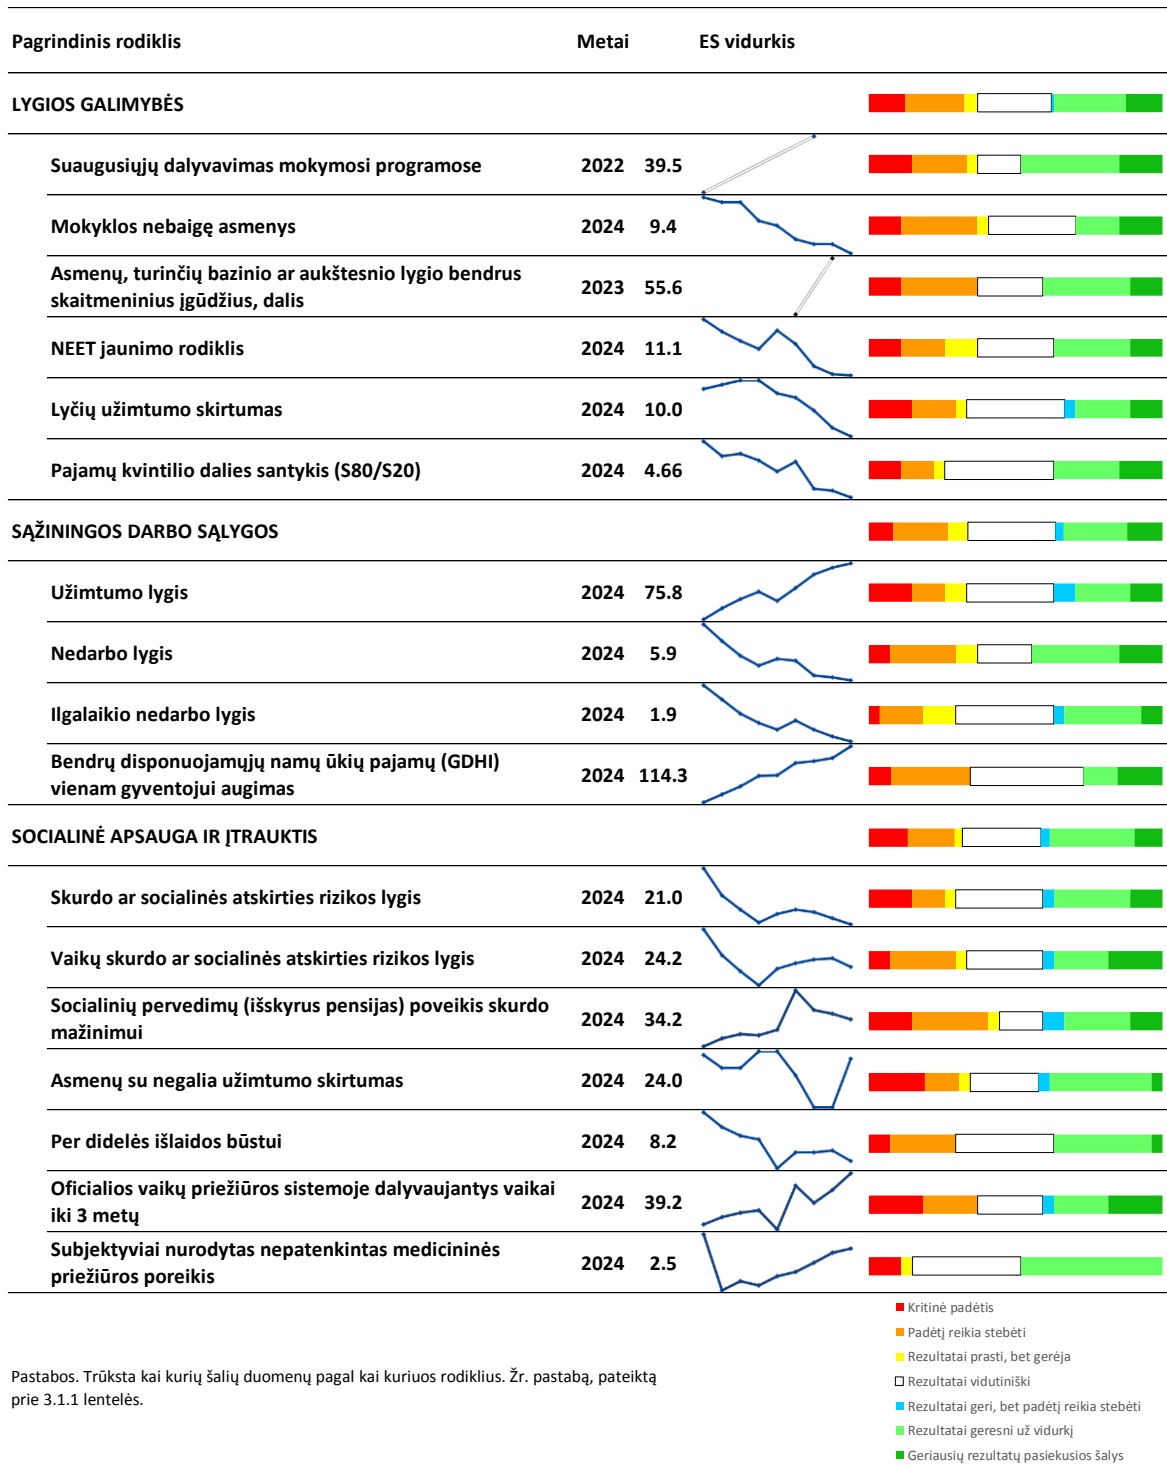 Pagrindinis rodiklis Metai ES vidurkis
LYGIOS GALIMYBĖS
Suaugusiųjų dalyvavimas mokymosi programose 2022 39.5
Mokyklos nebaigę asmenys 2024 9.4
Asmenų, turinčių bazinio ar aukštesnio lygio bendrus
skaitmeninius įgūdžius, dalis 2023 55.6
NEET jaunimo rodiklis 2024 11.1
Lyčių užimtumo skirtumas 2024 10.0
Pajamų kvintilio dalies santykis (S80/S20) 2024 4.66
SĄŽININGOS DARBO SĄLYGOS
Užimtumo lygis 2024 75.8
Nedarbo lygis 2024 5.9
Ilgalaikio nedarbo lygis 2024 1.9
Bendrų disponuojamųjų namų ūkių pajamų (GDHI)
vienam gyventojui augimas 2024 114.3
SOCIALINĖ APSAUGA IR ĮTRAUKTIS
Skurdo ar socialinės atskirties rizikos lygis 2024 21.0
Vaikų skurdo ar socialinės atskirties rizikos lygis 2024 24.2
Socialinių pervedimų (išskyrus pensijas) poveikis skurdo
mažinimui 2024 34.2
Asmenų su negalia užimtumo skirtumas 2024 24.0
Per didelės išlaidos būstui 2024 8.2
Oficialios vaikų priežiūros sistemoje dalyvaujantys vaikai
iki 3 metų 2024 39.2
Subjektyviai nurodytas nepatenkintas medicininės
priežiūros poreikis 2024 2.5
Kritinė padėtis
Padėtį reikia stebėti
Rezultatai prasti, bet gerėja
Rezultatai vidutiniški
Rezultatai geri, bet padėtį reikia stebėti
Rezultatai geresni už vidurkį
Geriausių rezultatų pasiekusios šalys
Pastabos. Trūksta kai kurių šalių duomenų pagal kai kuriuos rodiklius. Žr. pastabą, pateiktą
prie 3.1.1 lentelės.